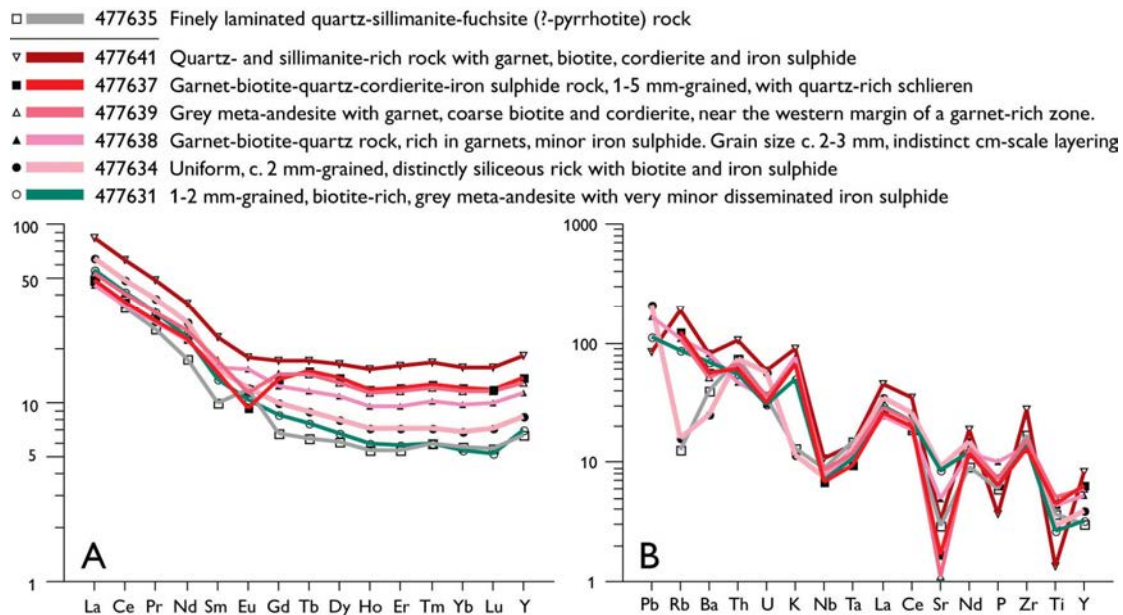 477635 Finely laminated quartz-sillimanite-fuchsite (?-pyrrhotite) rock
477641 Quartz- and sillimanite-rich rock with garnet, biotite, cordierite and iron sulphide
477637 Garnet-biotite-quartz-cordierite-iron sulphide rock, 1-5 mm-grained, with quartz-rich schlieren
477639 Grey meta-andesite with garnet, coarse biotite and cordierite, near the western margin of a garnet-rich zone.
477638 Garnet-biotite-quartz rock, rich in garnets, minor iron sulphide. Grain size c. 2-3 mm, indistinct cm-scale layering
477634 Uniform, c. 2 mm-grained, distinctly siliceous rick with biotite and iron sulphide
477631 1-2 mm-grained, biotite-rich, grey meta-andesite with very minor disseminated iron sulphide
100
50
10
5
1
A
La Ce Pr Nd Sm Eu Gd Tb Dy Ho Er Tm Yb Lu Y
1000
100
10
1
B
Pb Rb Ba Th U K Nb Ta La Ce Sr Nd P Zr Ti Y